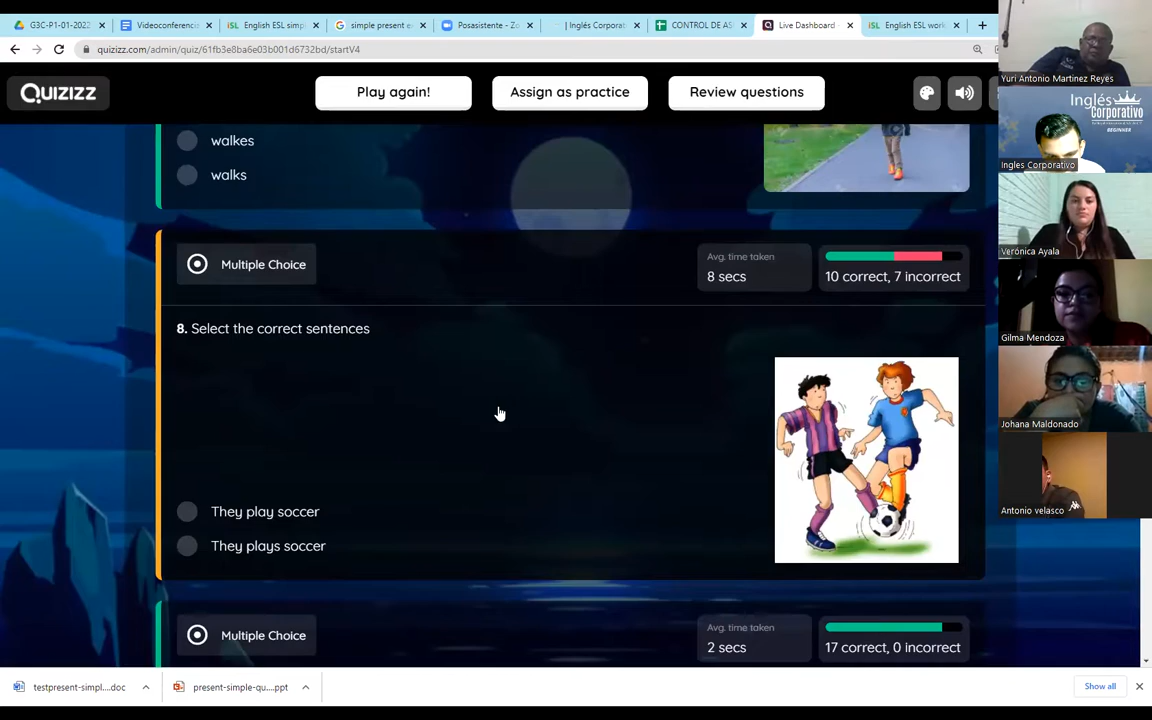 G3C-P1-01-2022
Videoconferenci
English ESL simp
simple present e
Posasistente - Zo
| Inglés Corporat
CONTROL DE AS
Live Dashboard
English ESL work
quizizz.com/admin/quiz/61fb3e8ba6e03b001d6732bd/startV4
Quizizz
Play again!
Assign as practice
Review questions
walkes
walks
Multiple Choice
Avg. time taken
8 secs
10 correct, 7 incorrect
8. Select the correct sentences
They play soccer
They plays soccer
Multiple Choice
Avg. time taken
2 secs
17 correct, 0 incorrect
Yuri Antonio Martinez Reyes
Inglés
Corporativo
BEGINNER
Ingles Corporativo
Verónica Ayala
Gilma Mendoza
Johana Maldonado
Antonio velasco
testpresent-simpl....doc
present-simple-qu....ppt
Show all